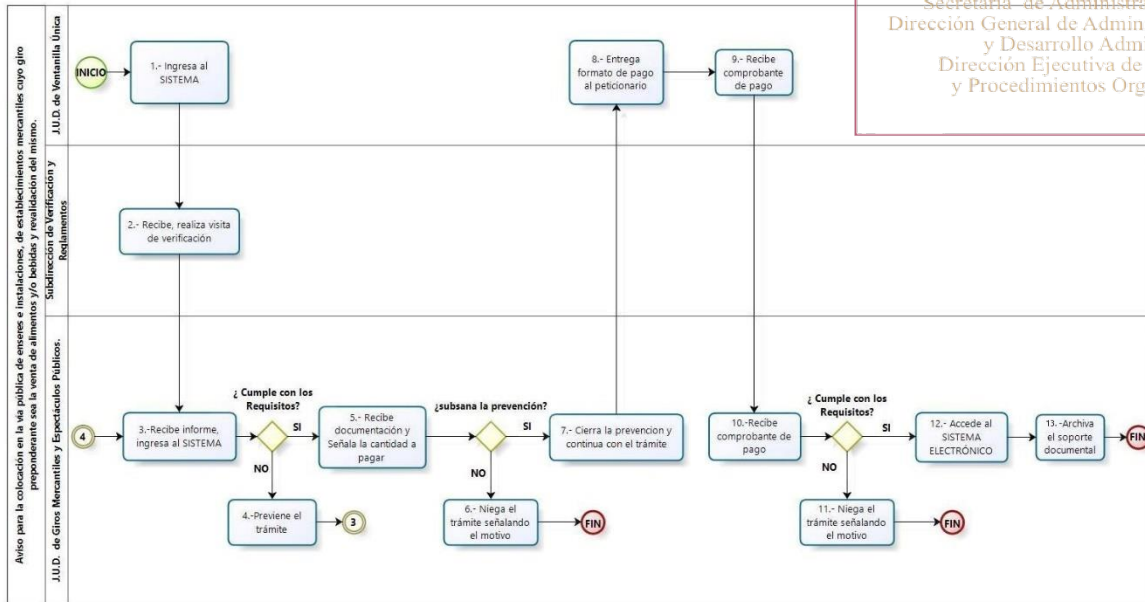 Secretaría de Administra
Dirección General de Admin
y Desarrollo Adm
Dirección Ejecutiva de
y Procedimientos Org
Aviso para la colocación en la vía pública de enseres e instalaciones, de establecimientos mercantiles cuyo giro
preponderante sea la venta de alimentos y/o bebidas y revalidación del mismo.
J.U.D. de Ventanilla Única
INICIO
1.- Ingresa al
SISTEMA
8.- Entrega
formato de pago
al peticionario
9.- Recibe
comprobante
de pago
Subdirección de Verificación y
Reglamentos
2.- Recibe, realiza visita
de verificación
J.U.D. de Giros Mercantiles y Espectáculos Públicos.
4
3.-Recibe informe,
ingresa al SISTEMA
¿ Cumple con los
Requisitos?
SI
NO
4.-Previene el
trámite
3
5.- Recibe
documentación y
Señala la cantidad a
pagar
¿subsana la prevención?
SI
NO
6.- Niega el
trámite señalando
el motivo
FIN
7.- Cierra la prevencion y
continua con el trámite
10.-Recibe
comprobante de
pago
¿ Cumple con los
Requisitos?
SI
NO
11.- Niega el
trámite señalando
el motivo
FIN
12.- Accede al
SISTEMA
ELECTRÓNICO
13.-Archiva
el soporte
documental
FIN